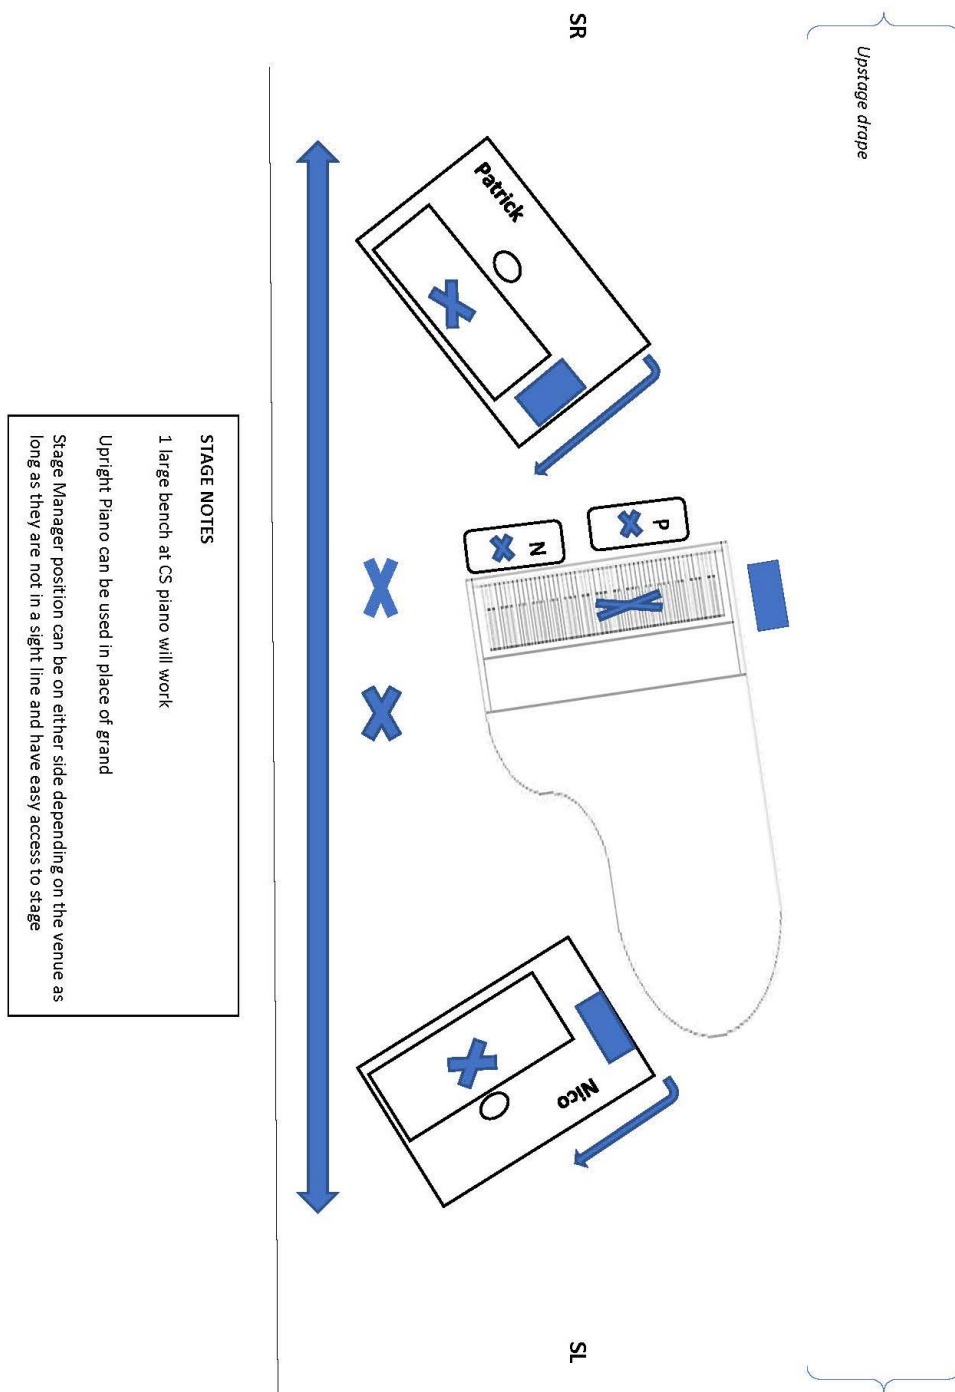 Upstage drape
SR
SL
Patrick
P
N
Nico
STAGE NOTES
1 large bench at CS piano will work
Upright Piano can be used in place of grand
Stage Manager position can be on either side depending on the venue as
long as they are not in a sight line and have easy access to stage